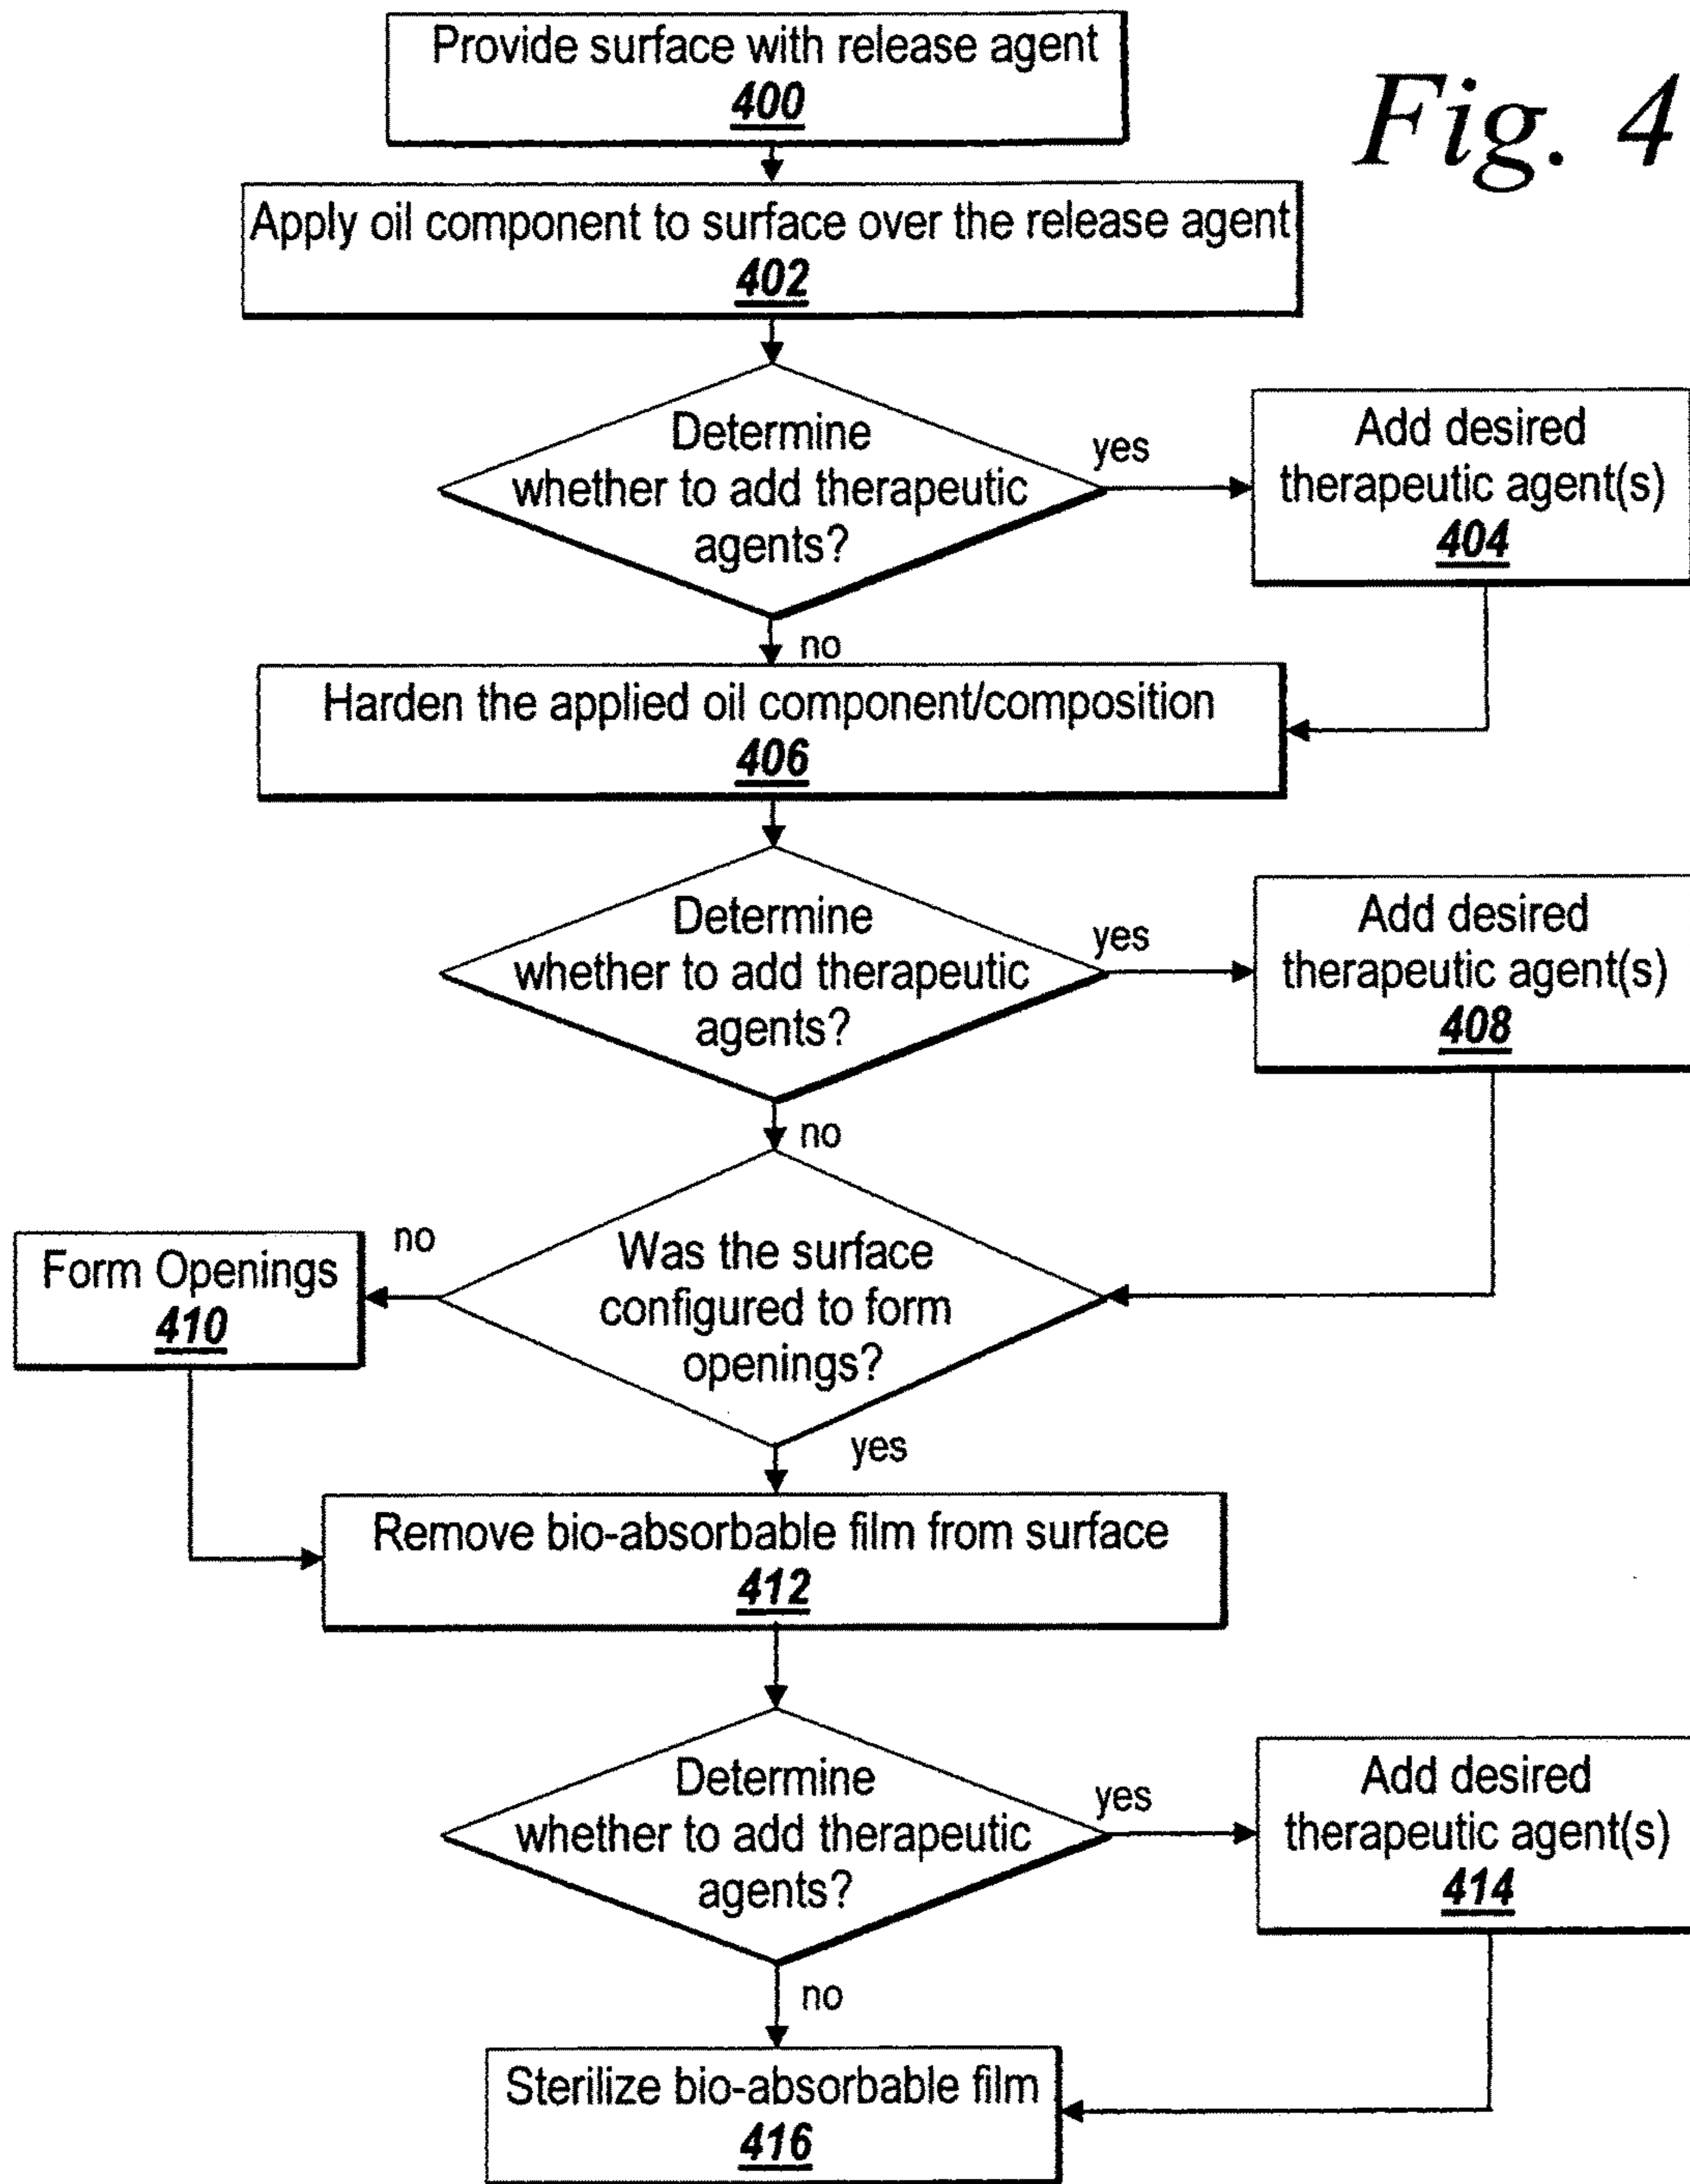 Provide surface with release agent
400
Fig. 4
Apply oil component to surface over the release agent
402
Determine
whether to add therapeutic
agents?
yes
Add desired
therapeutic agent(s)
404
no
Harden the applied oil component/composition
406
Determine
whether to add therapeutic
agents?
yes
Add desired
therapeutic agent(s)
408
no
Was the surface
configured to form
openings?
no
Form Openings
410
yes
Remove bio-absorbable film from surface
412
Determine
whether to add therapeutic
agents?
yes
Add desired
therapeutic agent(s)
414
no
Sterilize bio-absorbable film
416